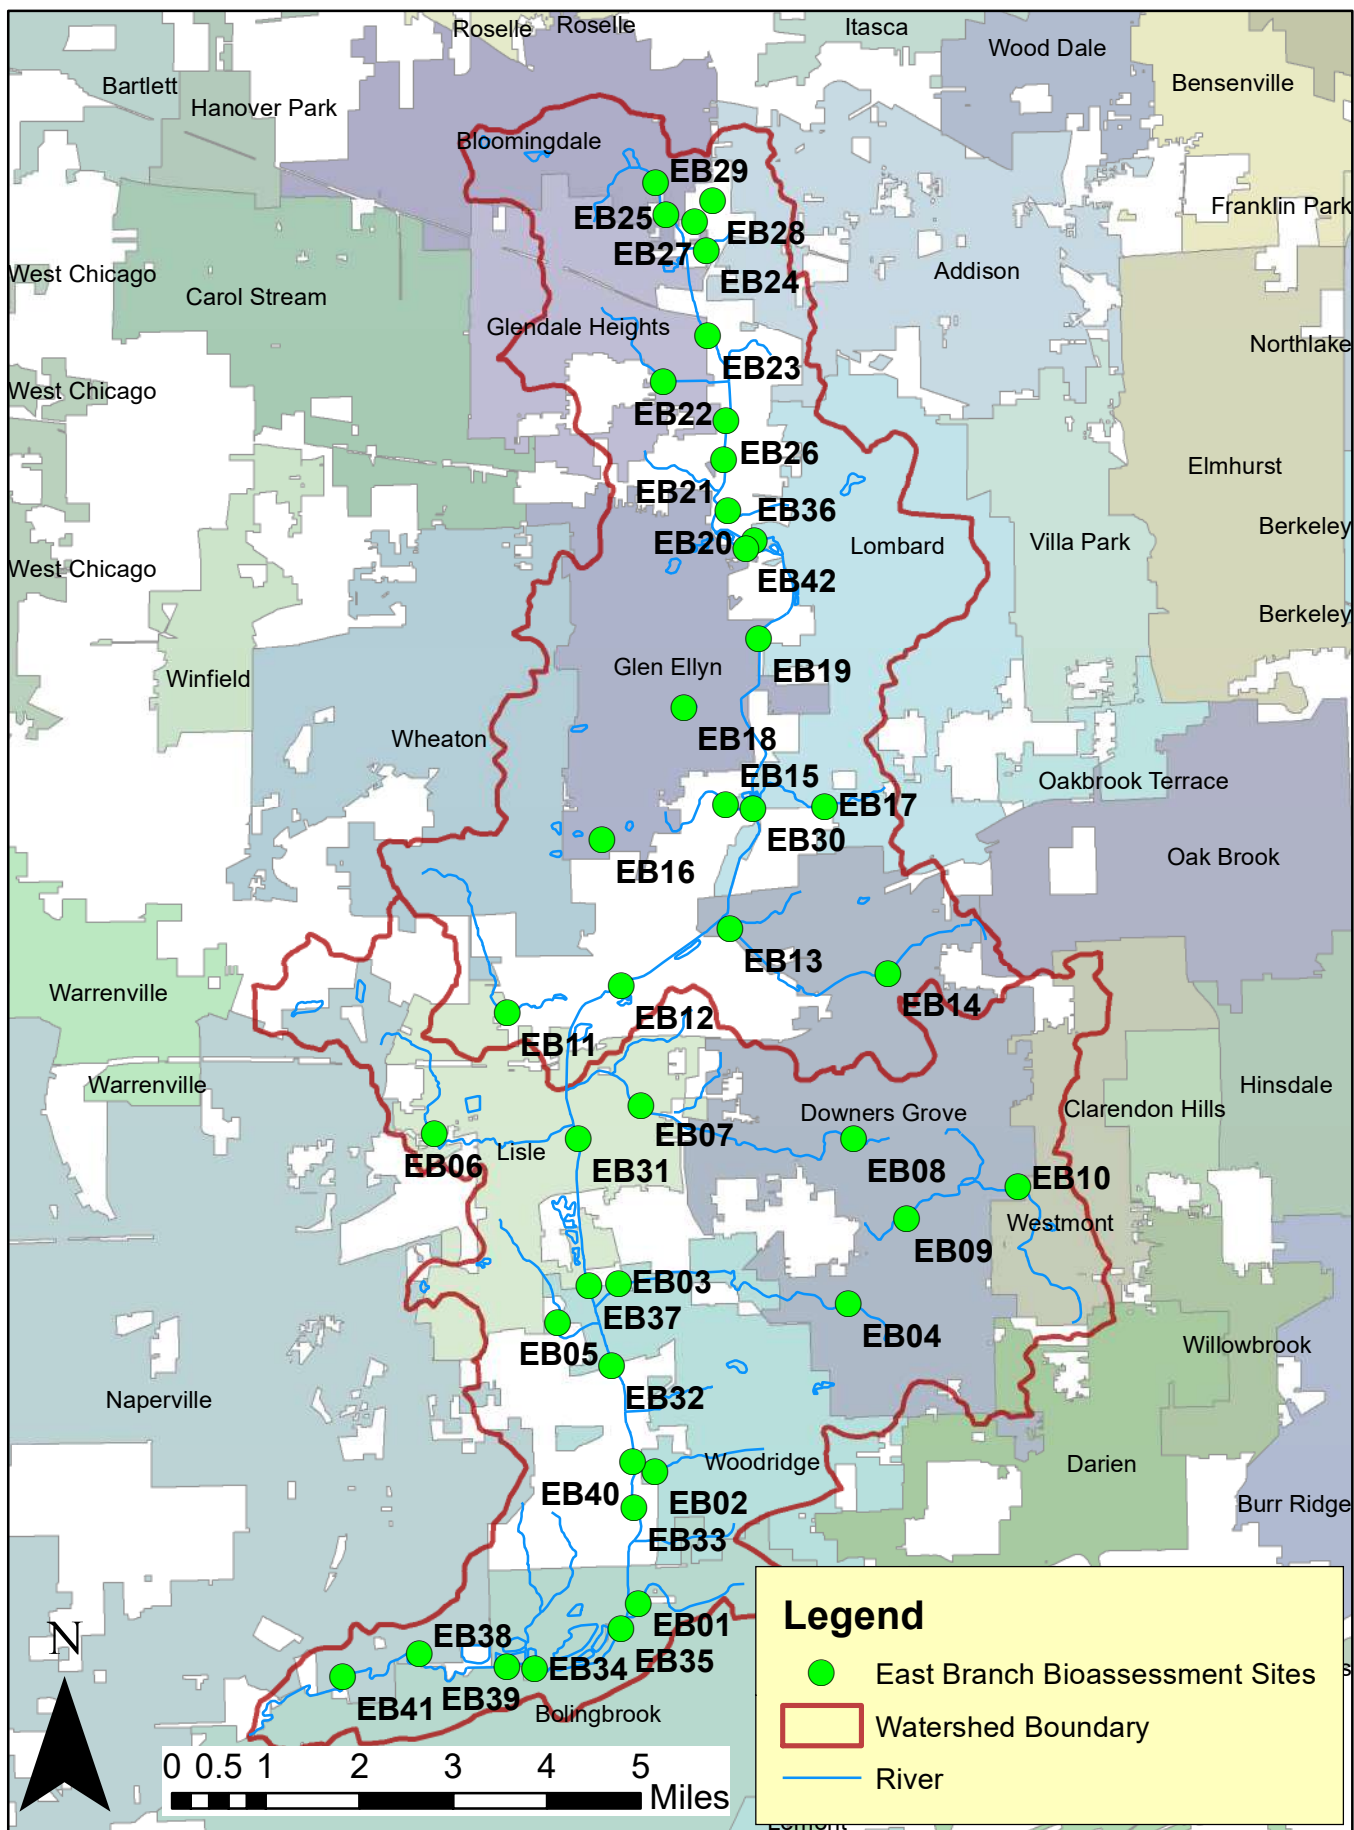 Roselle
Roselle
Itasca
Wood Dale
Bartlett
Bensenville
Hanover Park
Bloomingdale
EB29
Franklin Park
EB25
EB28
EB27
West Chicago
Addison
EB24
Carol Stream
Glendale Heights
Northlake
EB23
West Chicago
EB22
EB26
Elmhurst
EB21
EB36
Berkeley
EB20
Lombard
Villa Park
West Chicago
EB42
Berkeley
Glen Ellyn
EB19
Winfield
Wheaton
EB18
EB15
Oakbrook Terrace
EB17
EB30
Oak Brook
EB16
EB13
Warrenville
EB14
EB12
EB11
Warrenville
Hinsdale
Clarendon Hills
Downers Grove
EB07
Lisle
EB06
EB31
EB08
EB10
Westmont
EB09
EB03
EB37
EB04
EB05
Willowbrook
Naperville
EB32
Woodridge
Darien
EB40
EB02
Burr Ridge
EB33
EB01
N
EB38
EB34
EB35
EB39
EB41
Bolingbrook
Legend
East Branch Bioassessment Sites
Watershed Boundary
River
0 0.5 1 2 3 4 5
Miles